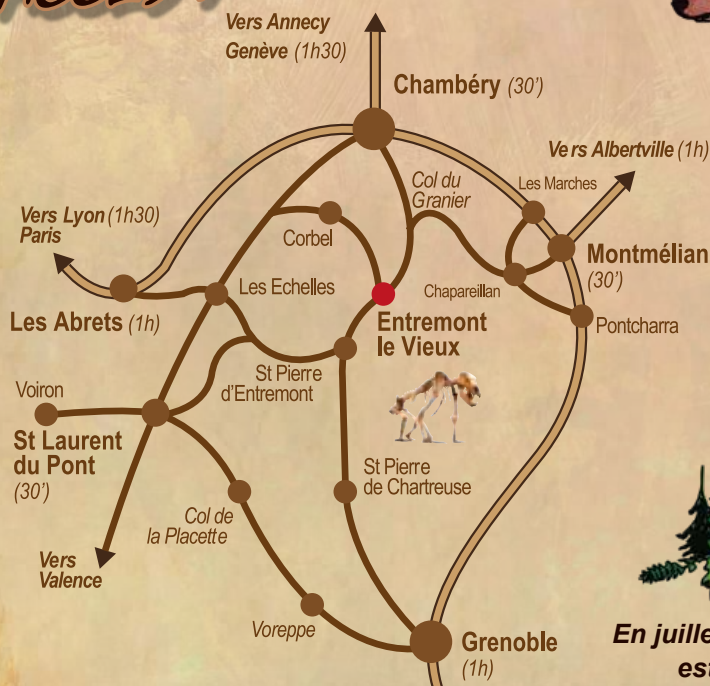 ACCÈS :
Vers Annecy
Genève (1h30)
Chambéry (30’)
Vers Albertville (1h)
Col du
Granier
Les Marches
Vers Lyon (1h30)
Paris
Corbel
Montmélian
(30’)
Les Echelles
Chapareillan
Les Abrets (1h)
Entremont
le Vieux
Pontcharra
St Pierre
d’Entremont
Voiron
St Laurent
du Pont
(30’)
St Pierre
de Chartreuse
Col de
la Placette
Vers
Valence
Voreppe
Grenoble
(1h)
En juille
est